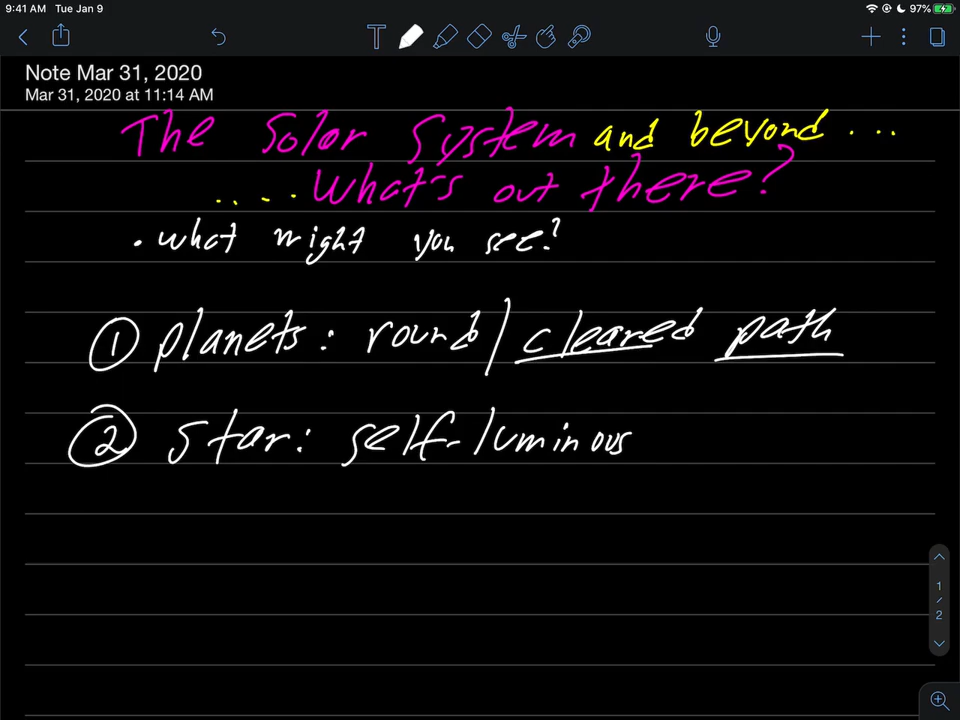 9:41 AM Tue Jan 9 97%
Note Mar 31, 2020
Mar 31, 2020 at 11:14 AM
The Solar System and beyond ...
.... What's out there?
• what might you see?
① planets: round/cleared path
② star: self-luminous
1
/
2